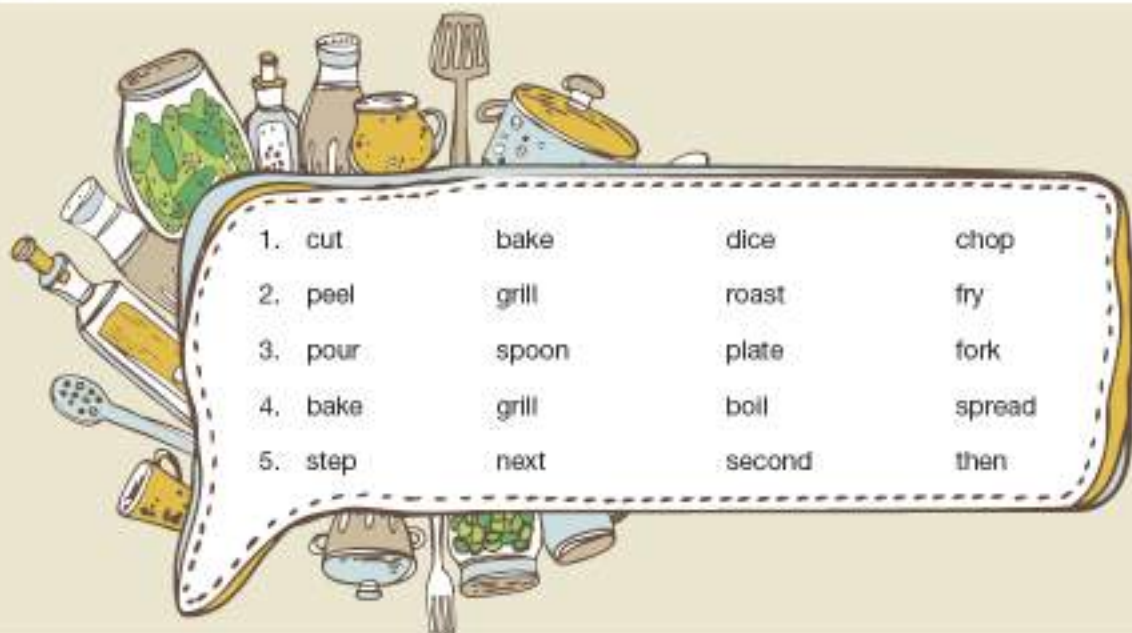 1. cut bake dice chop
2. peel grill roast fry
3. pour spoon plate fork
4. bake grill boil spread
5. step next second then